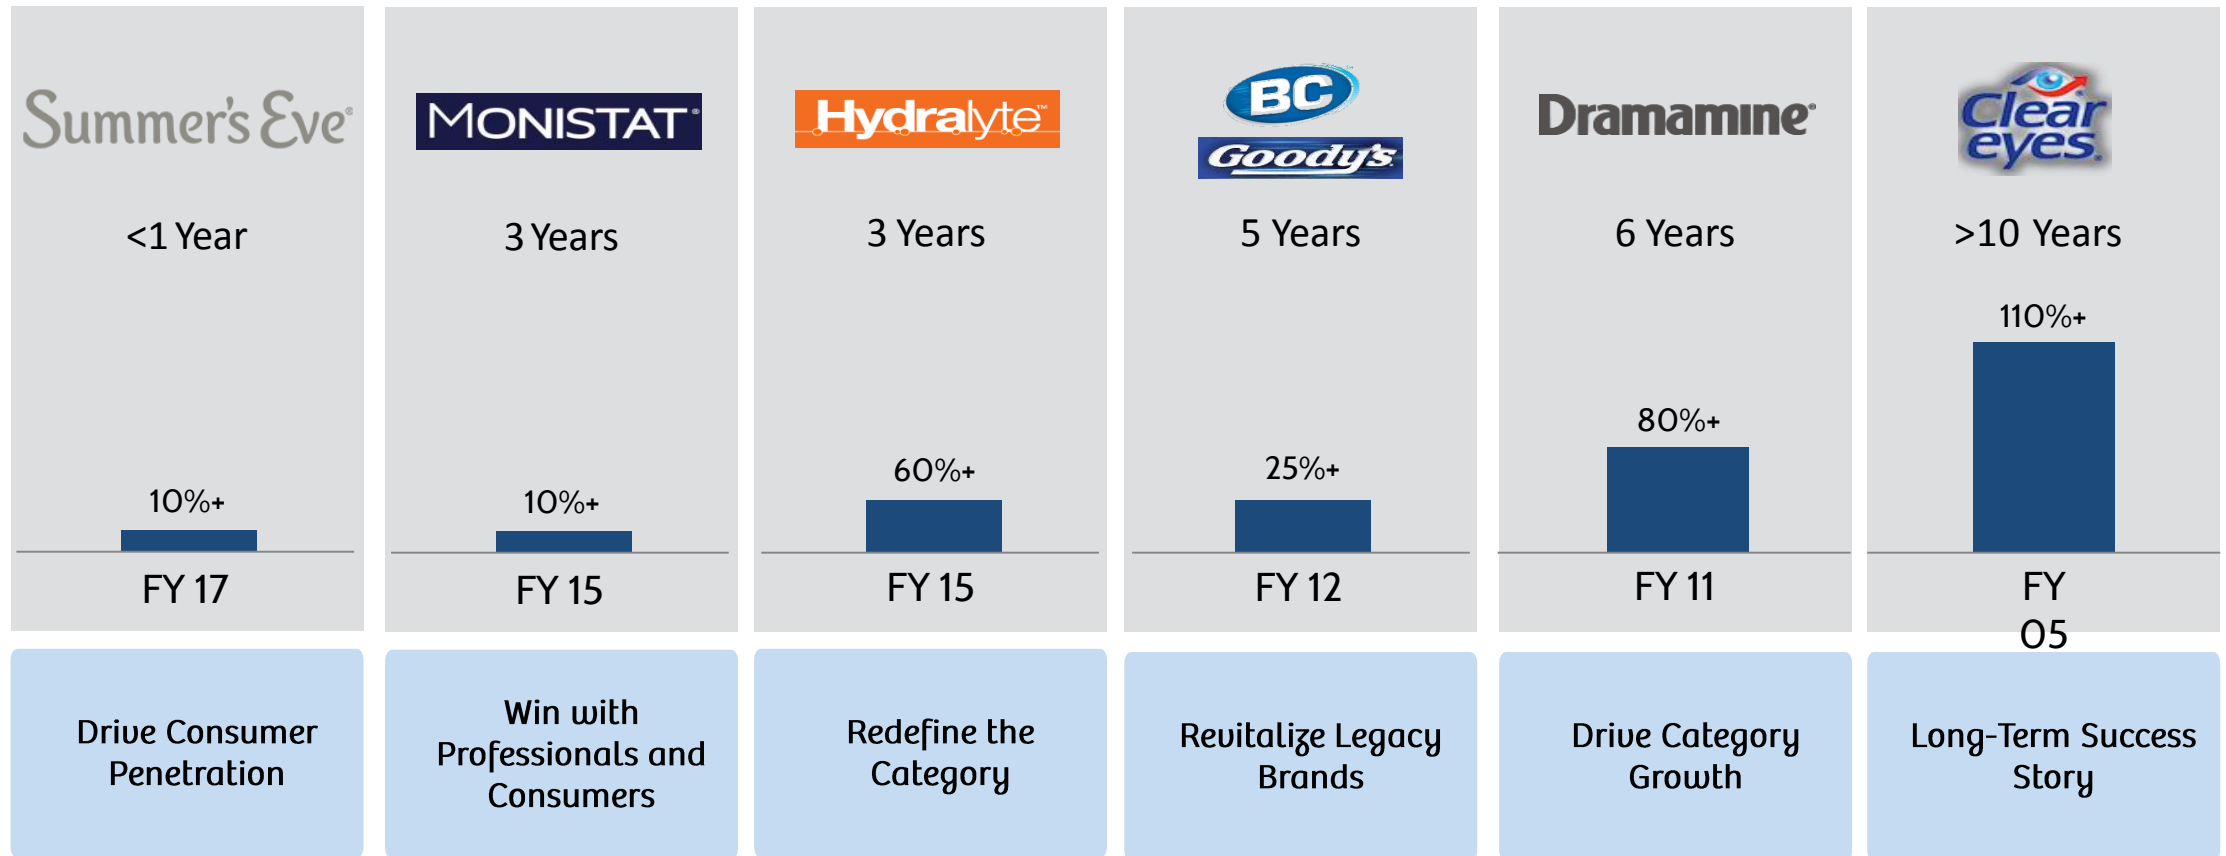 Summer's Eve®
<1 Year
10%+
FY 17
Drive Consumer
Penetration
MONISTAT®
3 Years
10%+
FY 15
Win with
Professionals and
Consumers
Hydralyte™
3 Years
60%+
FY 15
Redefine the
Category
BC™
Goody's
5 Years
25%+
FY 12
Revitalize Legacy
Brands
Dramamine®
6 Years
80%+
FY 11
Drive Category
Growth
Clear
eyes®
>10 Years
110%+
FY
05
Long-Term Success
Story